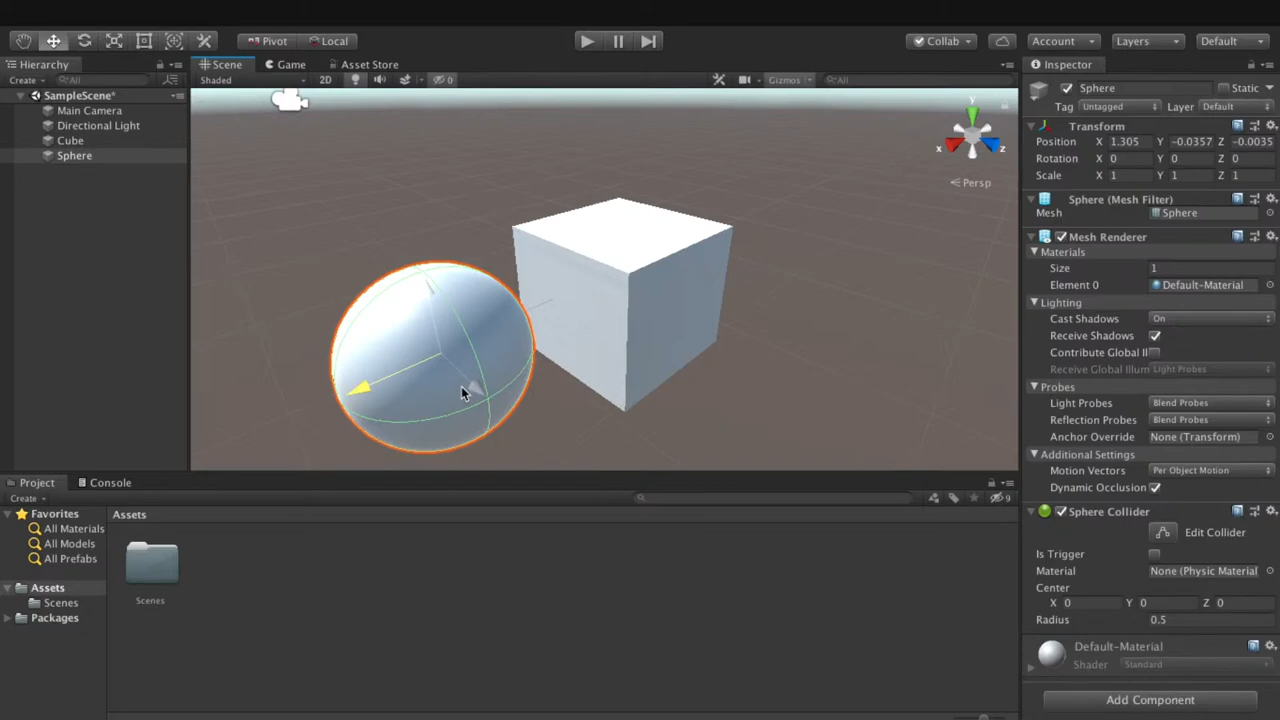 Pivot Local Collab Account Layers Default
Hierarchy Scene Game Asset Store Inspector
Create All Shaded 2D 0 Gizmos All Sphere Static
SampleScene* Tag Untagged Layer Default
Main Camera
Directional Light
Cube
Sphere
y
x
z
Persp
Transform
Position X 1.305 Y -0.0357 Z -0.0035
Rotation X 0 Y 0 Z 0
Scale X 1 Y 1 Z 1
Sphere (Mesh Filter)
Mesh Sphere
Mesh Renderer
Materials
Size 1
Element 0 Default-Material
Lighting
Cast Shadows On
Receive Shadows
Contribute Global Il
Receive Global Illum Light Probes
Probes
Light Probes Blend Probes
Reflection Probes Blend Probes
Anchor Override None (Transform)
Additional Settings
Motion Vectors Per Object Motion
Dynamic Occlusion
Sphere Collider
Edit Collider
Is Trigger
Material None (Physic Material
Center
X 0 Y 0 Z 0
Radius 0.5
Default-Material
Shader Standard
Add Component
Project Console
Create 9
Favorites
All Materials
All Models
All Prefabs
Assets
Scenes
Packages
Assets
Scenes